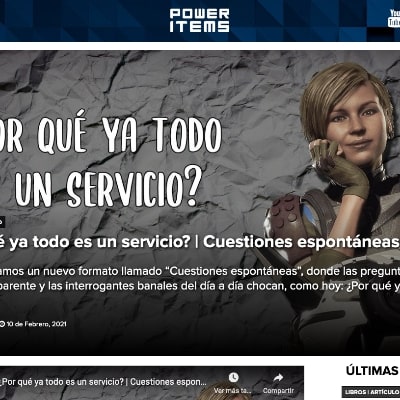 POWER
ITEMS
You
Tube
OR QUÉ YA TODO
UN SERVICIO?
é ya todo es un servicio? | Cuestiones espontáneas
amos un nuevo formato llamado “Cuestiones espontáneas”, donde las pregunt
parente y las interrogantes banales del día a día chocan, como hoy: ¿Por qué y
10 de Febrero, 2021
¿Por qué ya todo es un servicio? | Cuestiones espon...
Ver más ta...
Compartir
ÚLTIMAS
LIBROS | ARTÍCULO